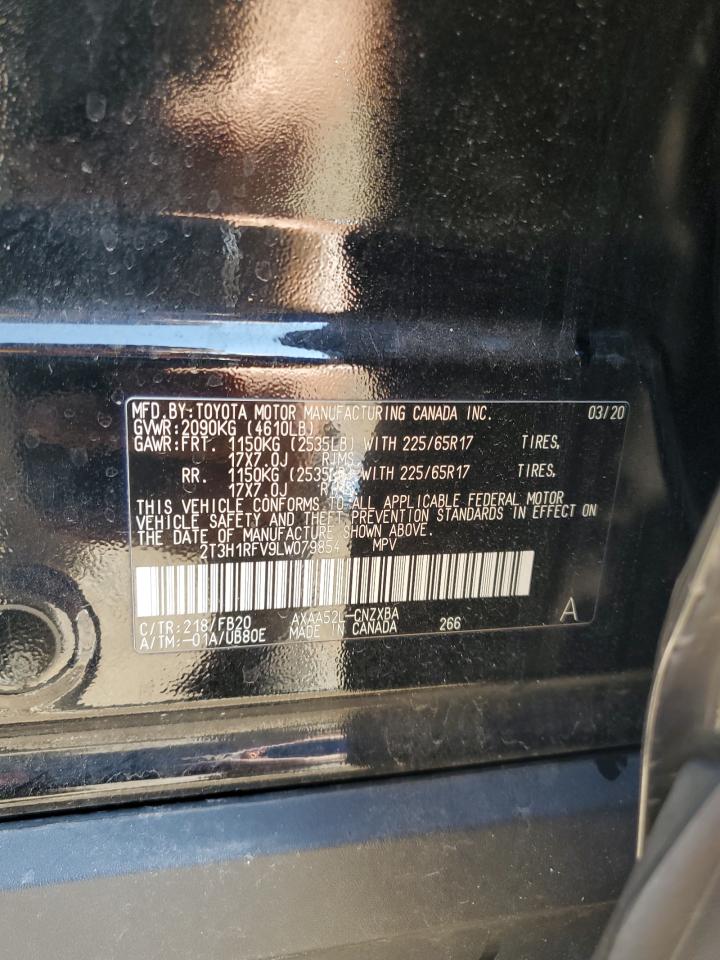 MFD. BY: TOYOTA MOTOR MANUFACTURING CANADA INC. 03/20
GVWR: 2090KG (4610LB)
GAWR: FRT. 1150KG (2535LB) WITH 225/65R17 TIRES,
17X7.0J RIMS
RR. 1150KG (2535LB) WITH 225/65R17 TIRES,
17X7.0J RIMS
THIS VEHICLE CONFORMS TO ALL APPLICABLE FEDERAL MOTOR
VEHICLE SAFETY AND THEFT PREVENTION STANDARDS IN EFFECT ON
THE DATE OF MANUFACTURE SHOWN ABOVE.
2T3H1RFV9LW079854 MPV
C/TR: 218/FB20 AXAA52L-CNZXBA A
A/TM: -01A/UB80E MADE IN CANADA 266